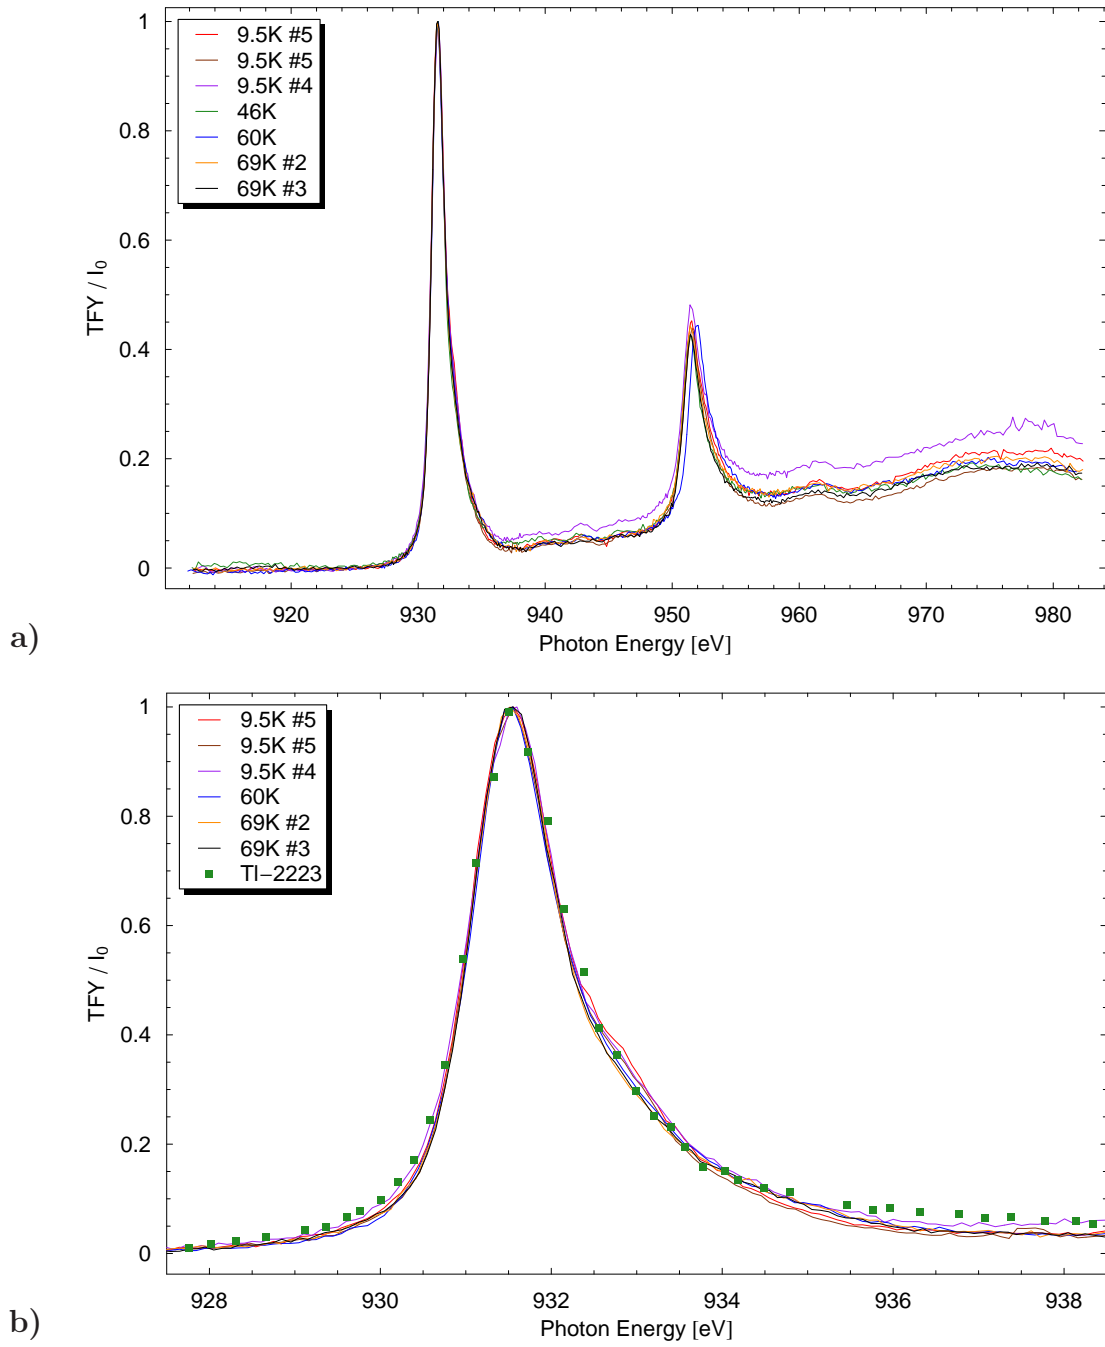 1
0.8
0.6
0.4
0.2
0
TFY / I0
9.5K #5
9.5K #5
9.5K #4
46K
60K
69K #2
69K #3
920 930 940 950 960 970 980
Photon Energy [eV]
a)
1
0.8
0.6
0.4
0.2
0
TFY / I0
9.5K #5
9.5K #5
9.5K #4
60K
69K #2
69K #3
Tl−2223
928 930 932 934 936 938
Photon Energy [eV]
b)